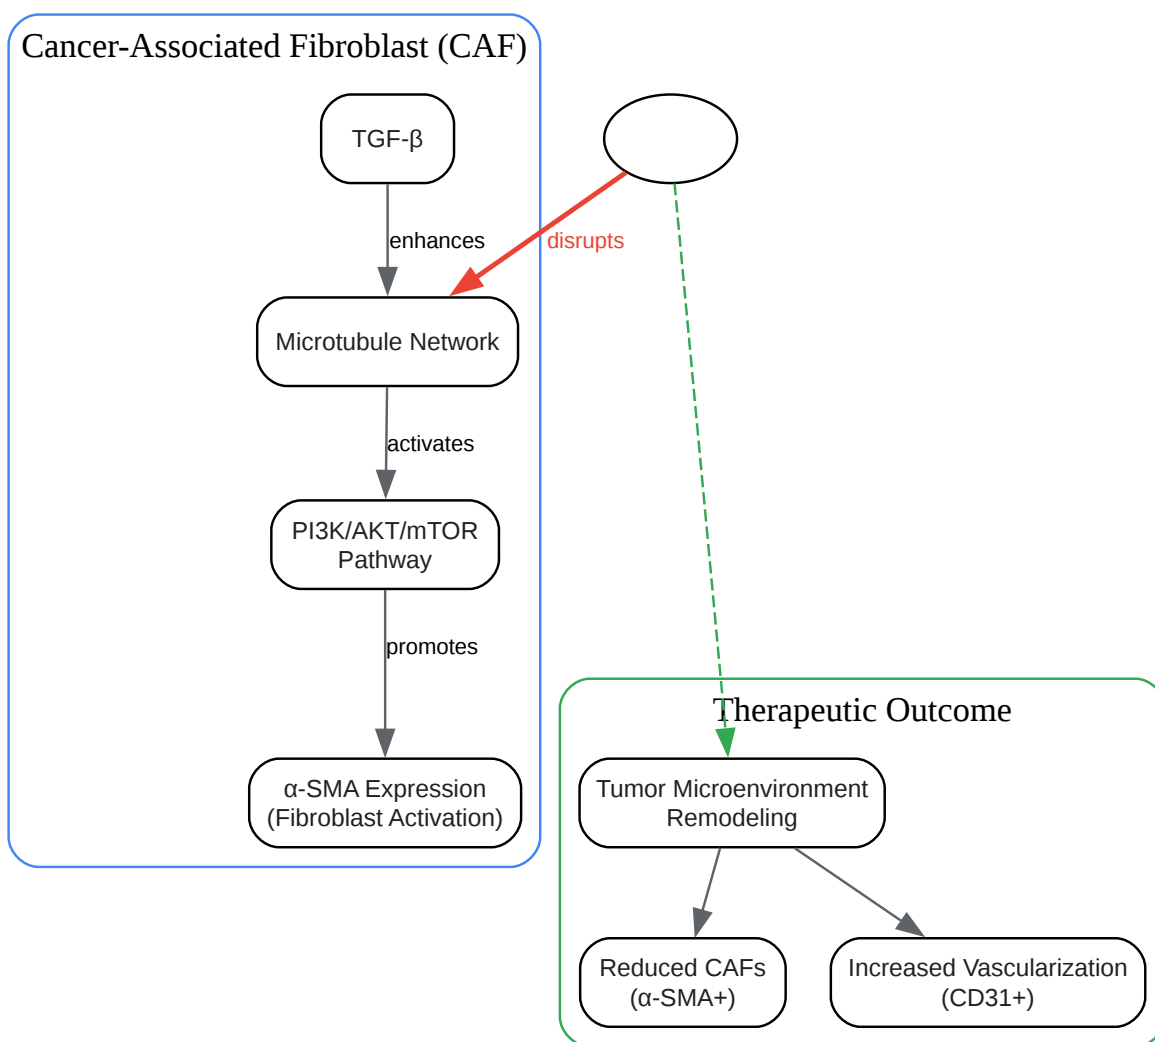 Cancer-Associated Fibroblast (CAF)
TGF-β
enhances
disrupts
Microtubule Network
activates
PI3K/AKT/mTOR
Pathway
promotes
α-SMA Expression
(Fibroblast Activation)
Therapeutic Outcome
Tumor Microenvironment
Remodeling
Reduced CAFs
(α-SMA+)
Increased Vascularization
(CD31+)